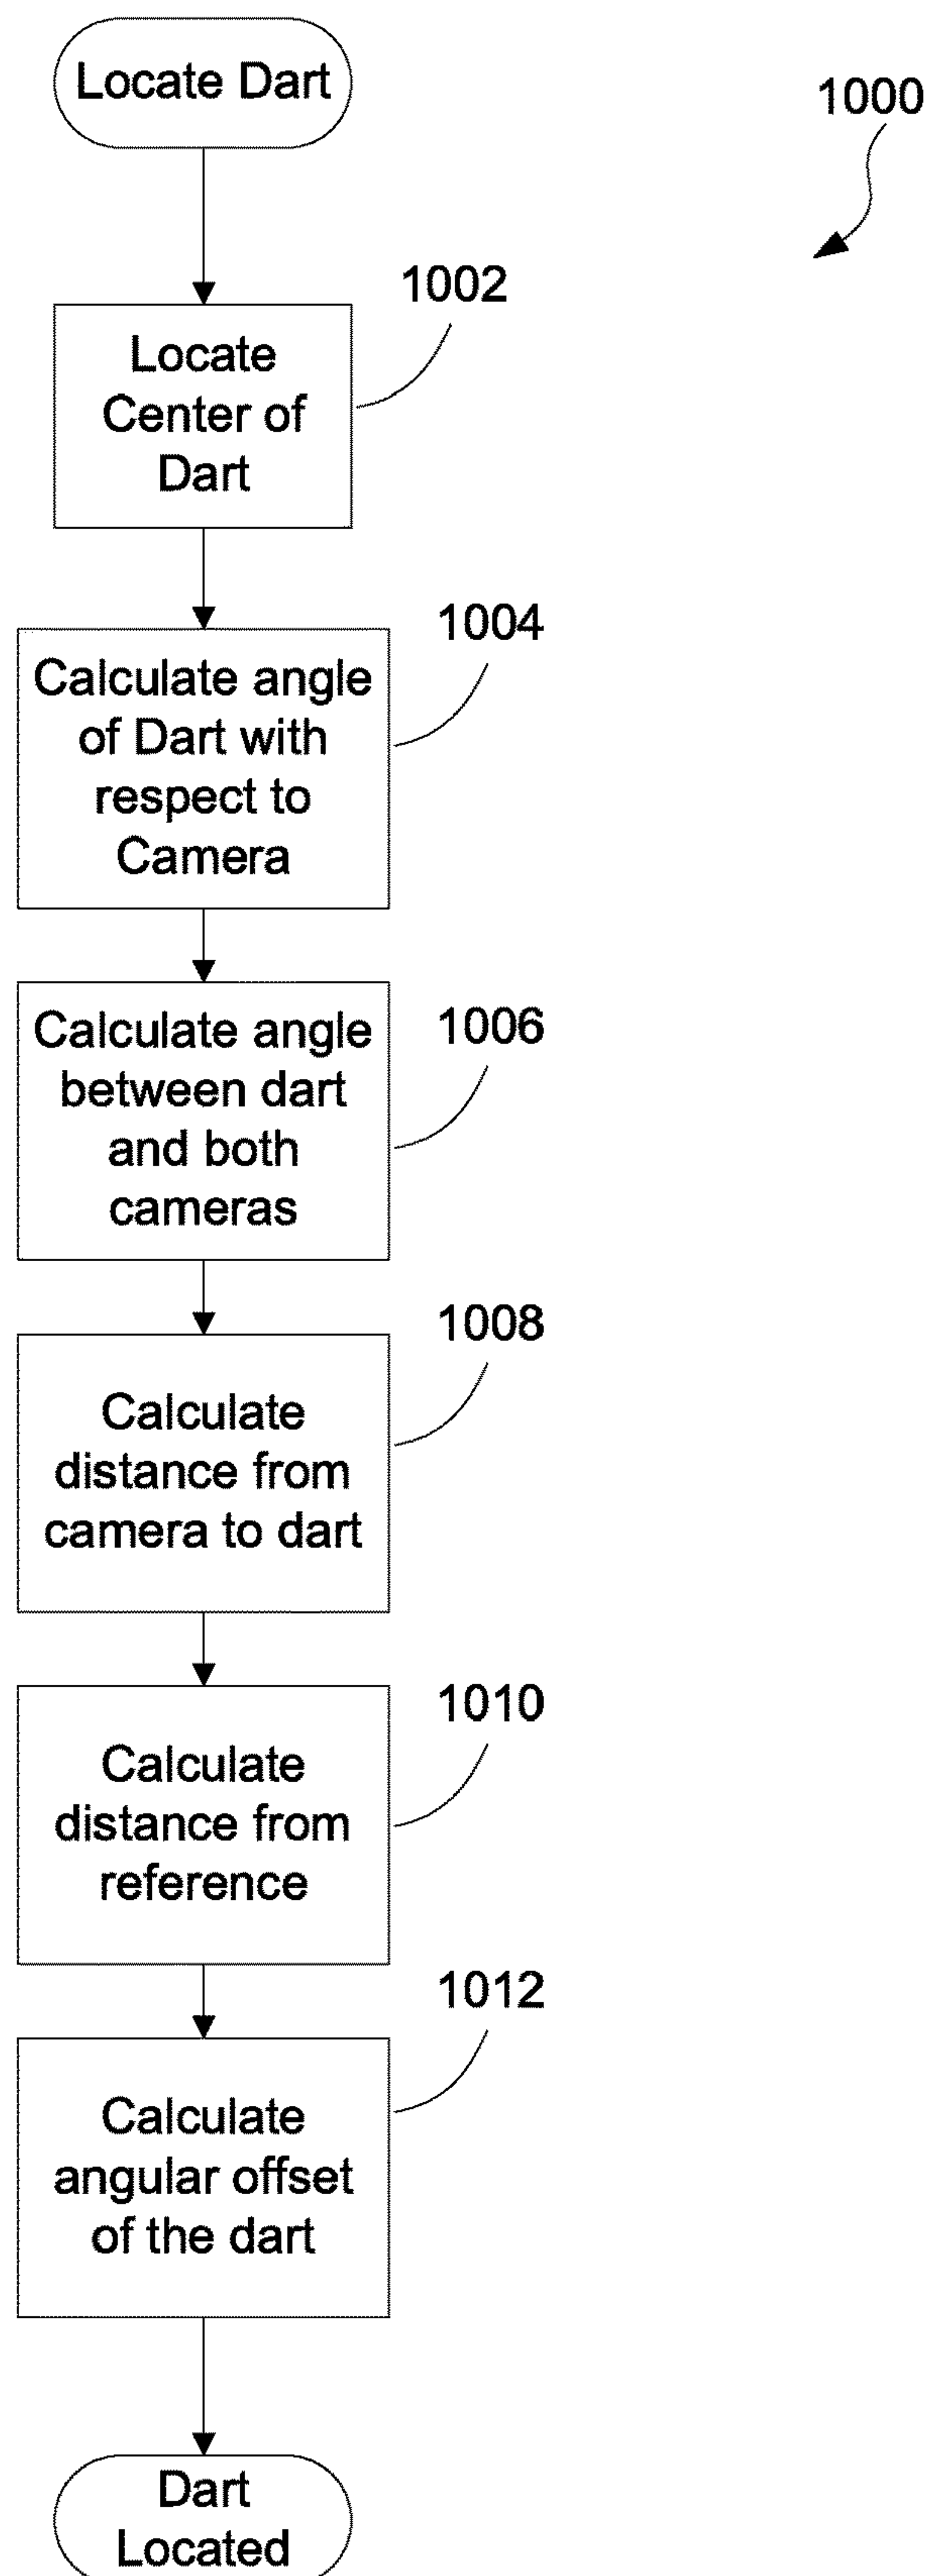 Locate Dart
1000
1002
Locate
Center of
Dart
1004
Calculate angle
of Dart with
respect to
Camera
1006
Calculate angle
between dart
and both
cameras
1008
Calculate
distance from
camera to dart
1010
Calculate
distance from
reference
1012
Calculate
angular offset
of the dart
Dart
Located